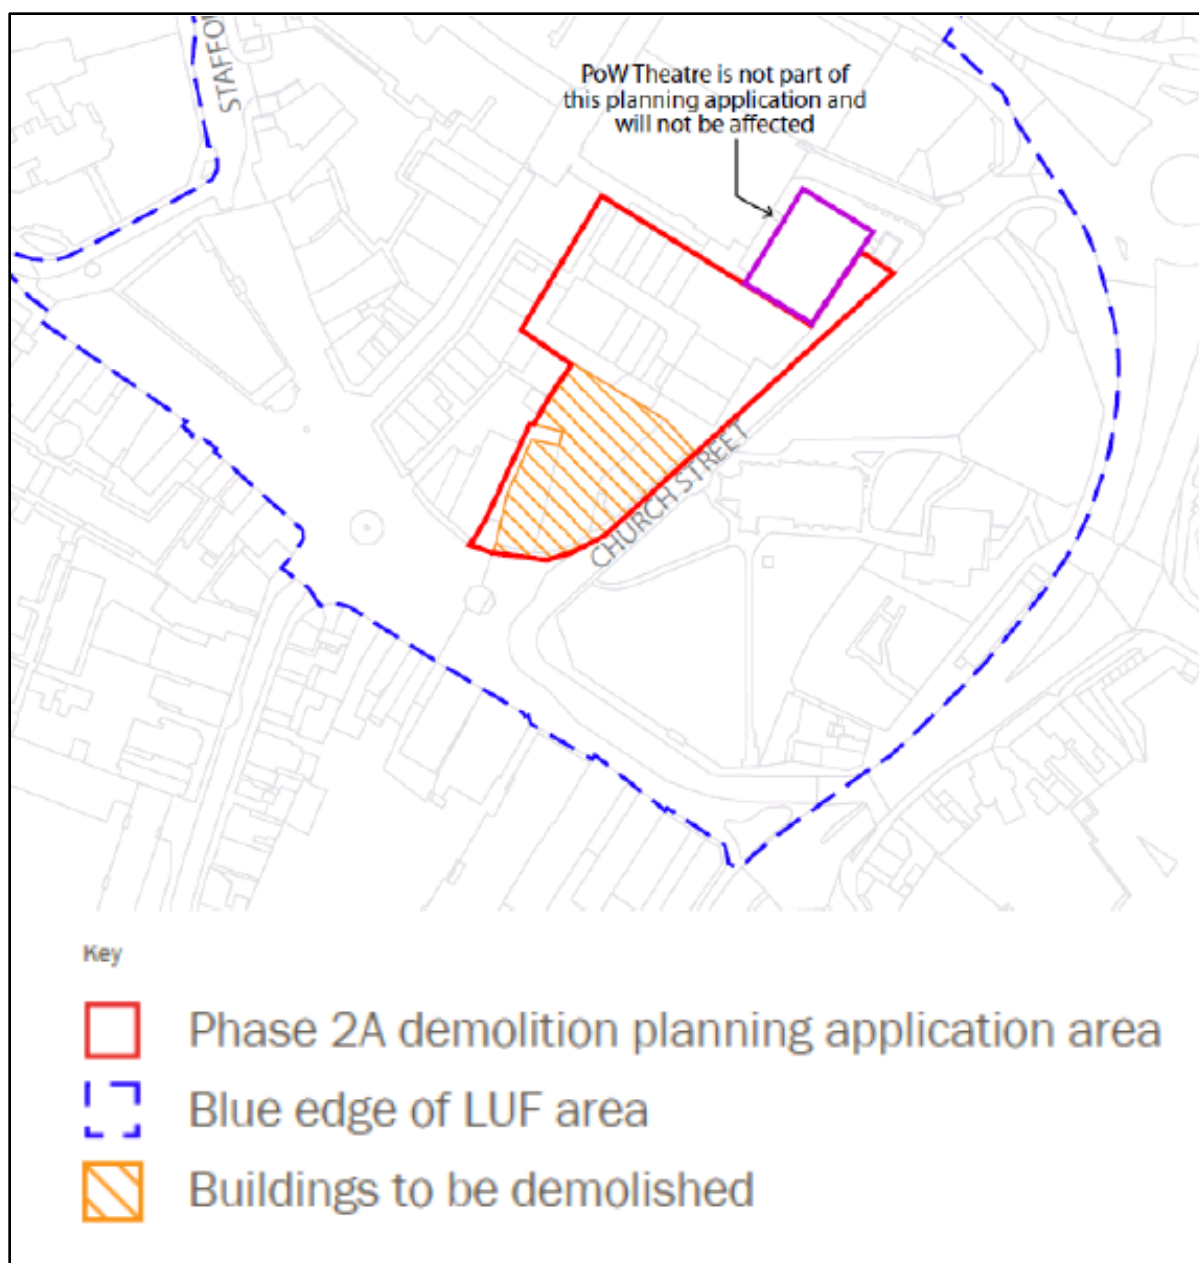 STAFFO
PoW Theatre is not part of
this planning application and
will not be affected
CHURCH STREET
Key
Phase 2A demolition planning application area
Blue edge of LUF area
Buildings to be demolished